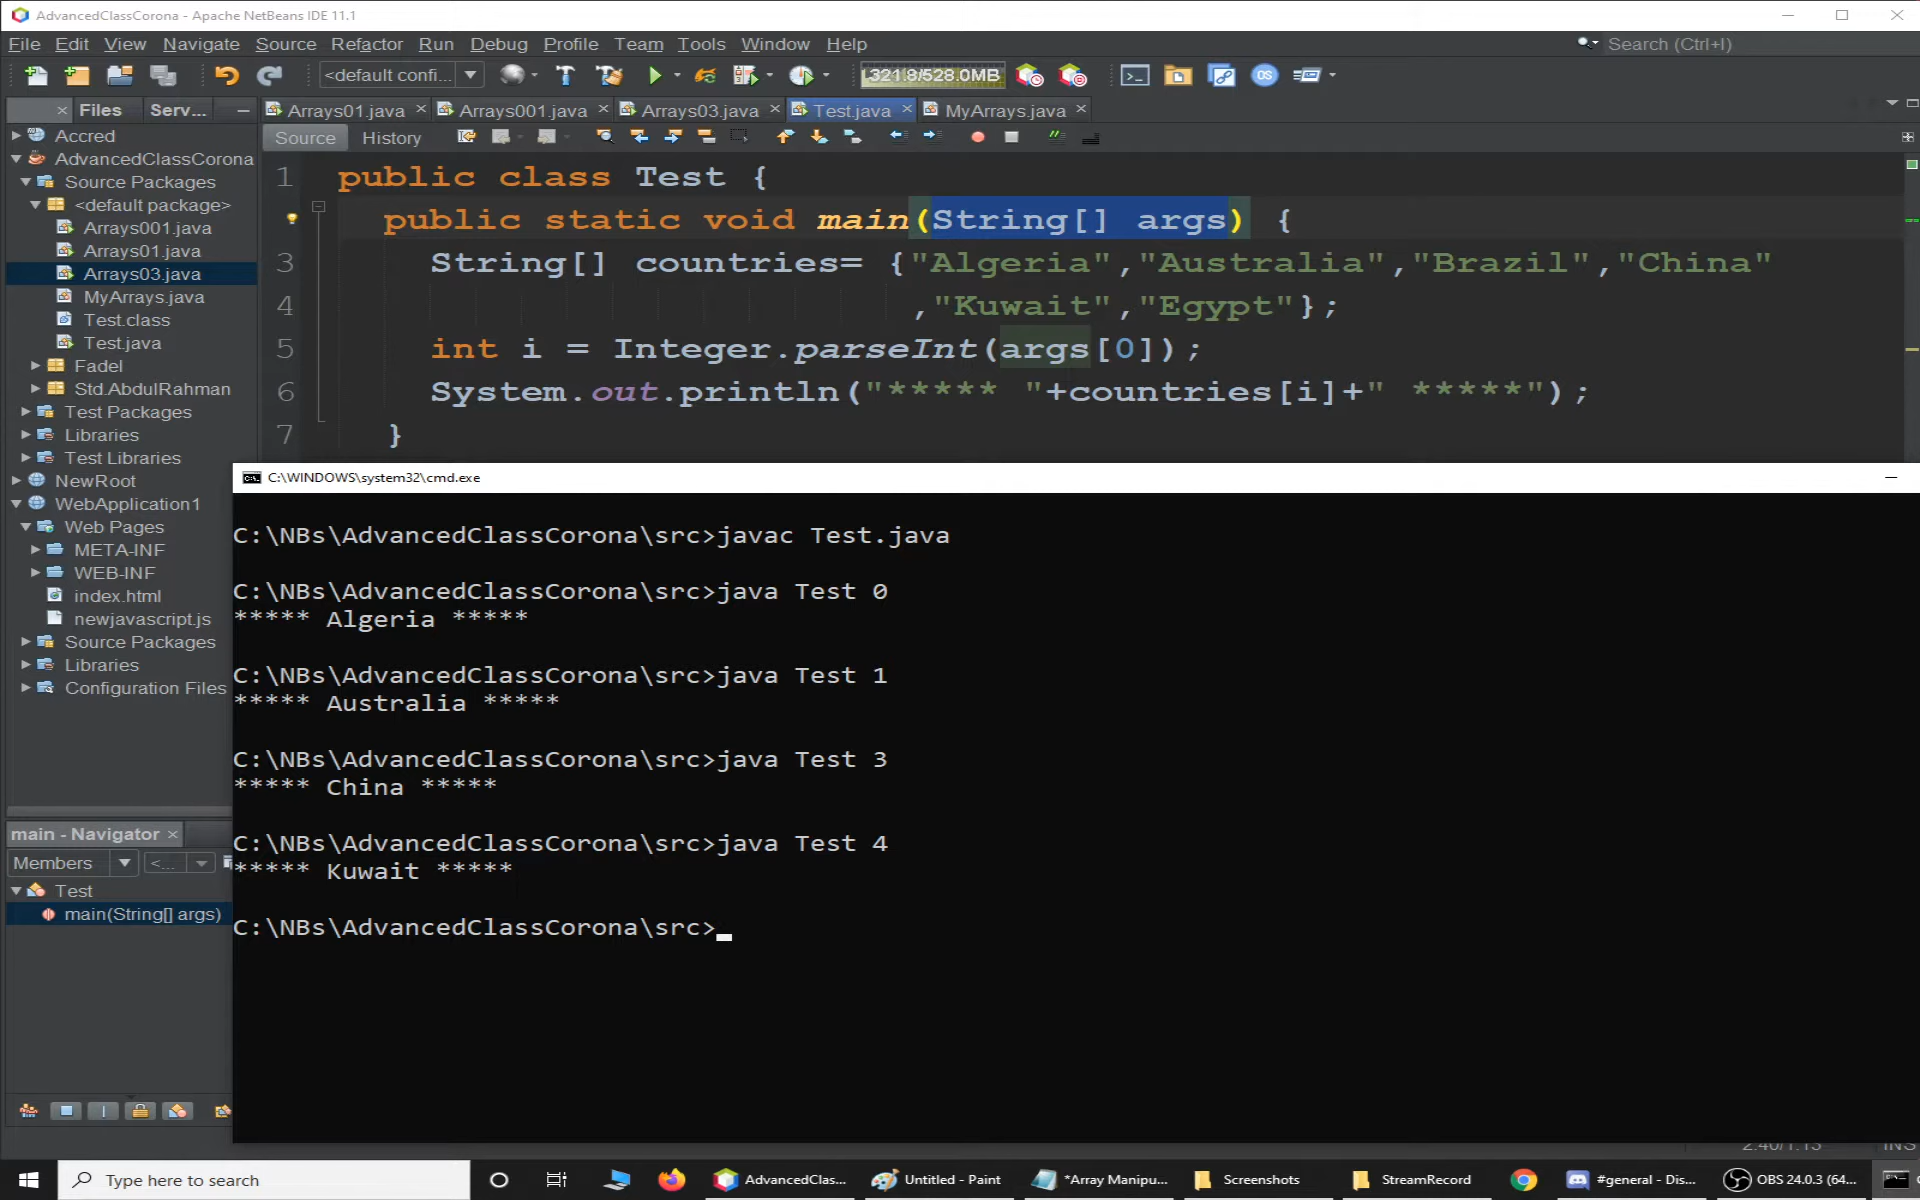 AdvancedClassCorona - Apache NetBeans IDE 11.1
File Edit View Navigate Source Refactor Run Debug Profile Team Tools Window Help
Search (Ctrl+I)
<default confi...
321.8/528.0MB
Files Serv... Arrays01.java Arrays001.java Arrays03.java Test.java MyArrays.java
Source History
Accred
AdvancedClassCorona
Source Packages
<default package>
Arrays001.java
Arrays01.java
Arrays03.java
MyArrays.java
Test.class
Test.java
Fadel
Std.AbdulRahman
Test Packages
Libraries
Test Libraries
NewRoot
WebApplication1
Web Pages
META-INF
WEB-INF
index.html
newjavascript.js
Source Packages
Libraries
Configuration Files
1 public class Test {
public static void main(String[] args) {
3 String[] countries= {"Algeria","Australia","Brazil","China"
4 ,"Kuwait","Egypt"};
5 int i = Integer.parseInt(args[0]);
6 System.out.println("***** "+countries[i]+" *****");
7 }
C:\WINDOWS\system32\cmd.exe
C:\NBs\AdvancedClassCorona\src>javac Test.java
C:\NBs\AdvancedClassCorona\src>java Test 0
***** Algeria *****
C:\NBs\AdvancedClassCorona\src>java Test 1
***** Australia *****
C:\NBs\AdvancedClassCorona\src>java Test 3
***** China *****
C:\NBs\AdvancedClassCorona\src>java Test 4
***** Kuwait *****
C:\NBs\AdvancedClassCorona\src>
main - Navigator
Members <...
Test
main(String[] args)
Type here to search
AdvancedClas...
Untitled - Paint
*Array Manipu...
Screenshots
StreamRecord
#general - Dis...
OBS 24.0.3 (64...